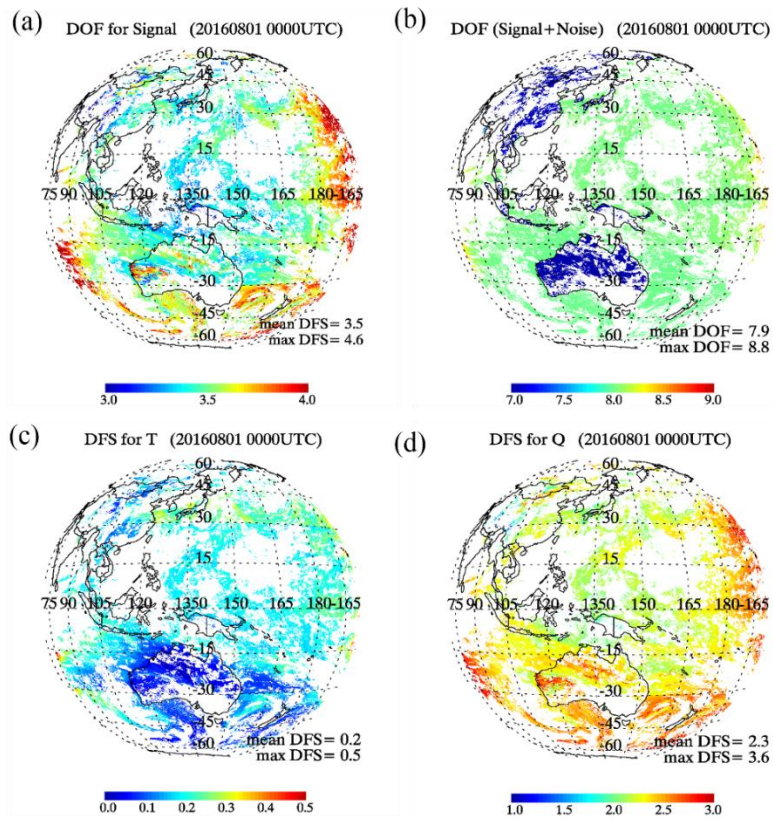 (a) DOF for Signal (20160801 0000UTC)
60
45
30
15
75 90 105 120 1350 150 165 180-165
-15
-30
-45
-60
mean DFS= 3.5
max DFS= 4.6
3.0 3.5 4.0
(b) DOF (Signal+Noise) (20160801 0000UTC)
60
45
30
15
75 90 105 120 1350 150 165 180-165
-15
-30
-45
-60
mean DOF= 7.9
max DOF= 8.8
7.0 7.5 8.0 8.5 9.0
(c) DFS for T (20160801 0000UTC)
60
45
30
15
75 90 105 120 1350 150 165 180-165
-15
-30
-45
-60
mean DFS= 0.2
max DFS= 0.5
0.0 0.1 0.2 0.3 0.4 0.5
(d) DFS for Q (20160801 0000UTC)
60
45
30
15
75 90 105 120 1350 150 165 180-165
-15
-30
-45
-60
mean DFS= 2.3
max DFS= 3.6
1.0 1.5 2.0 2.5 3.0